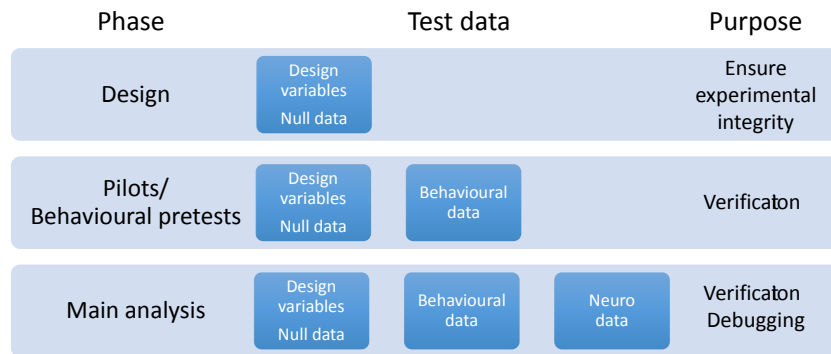 Phase
Test data
Purpose
Design
Design
variables
Null data
Ensure
experimental
integrity
Pilots/
Behavioural pretests
Design
variables
Null data
Behavioural
data
Verificaton
Main analysis
Design
variables
Null data
Behavioural
data
Neuro
data
Verificaton
Debugging